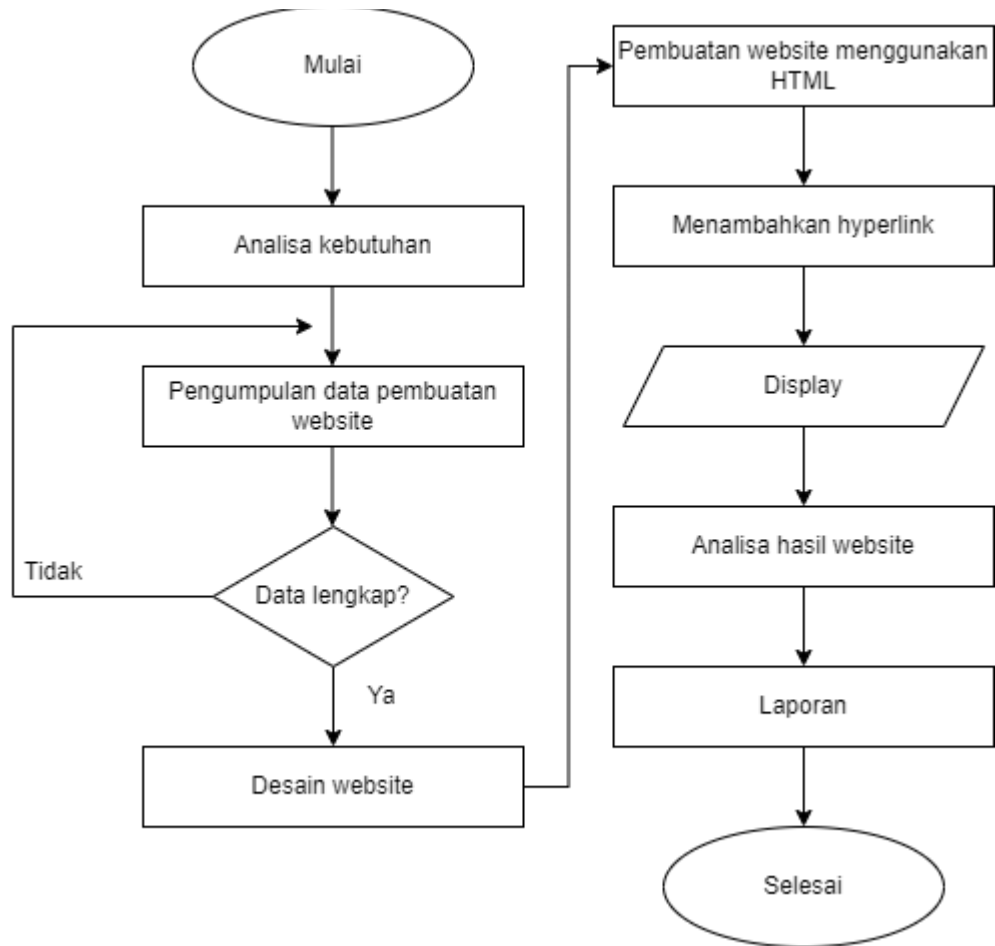 Mulai
Analisa kebutuhan
Pengumpulan data pembuatan
website
Data lengkap?
Tidak
Ya
Desain website
Pembuatan website menggunakan
HTML
Menambahkan hyperlink
Display
Analisa hasil website
Laporan
Selesai